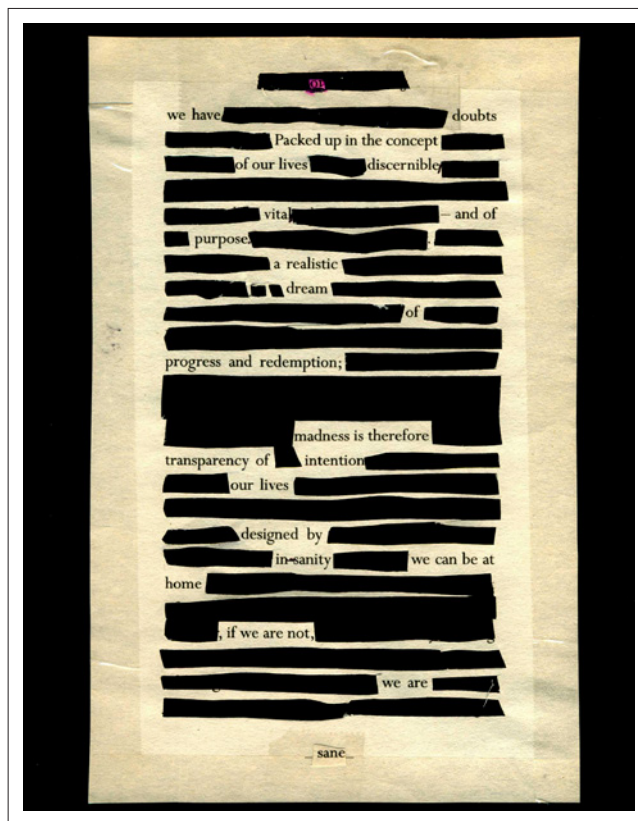 we have doubts
Packed up in the concept
of our lives discernible
vital — and of
purpose .
a realistic
dream
of
progress and redemption;
madness is therefore
transparency of intention
our lives
designed by
in-sanity we can be at
home
, if we are not,
we are
_ sane_